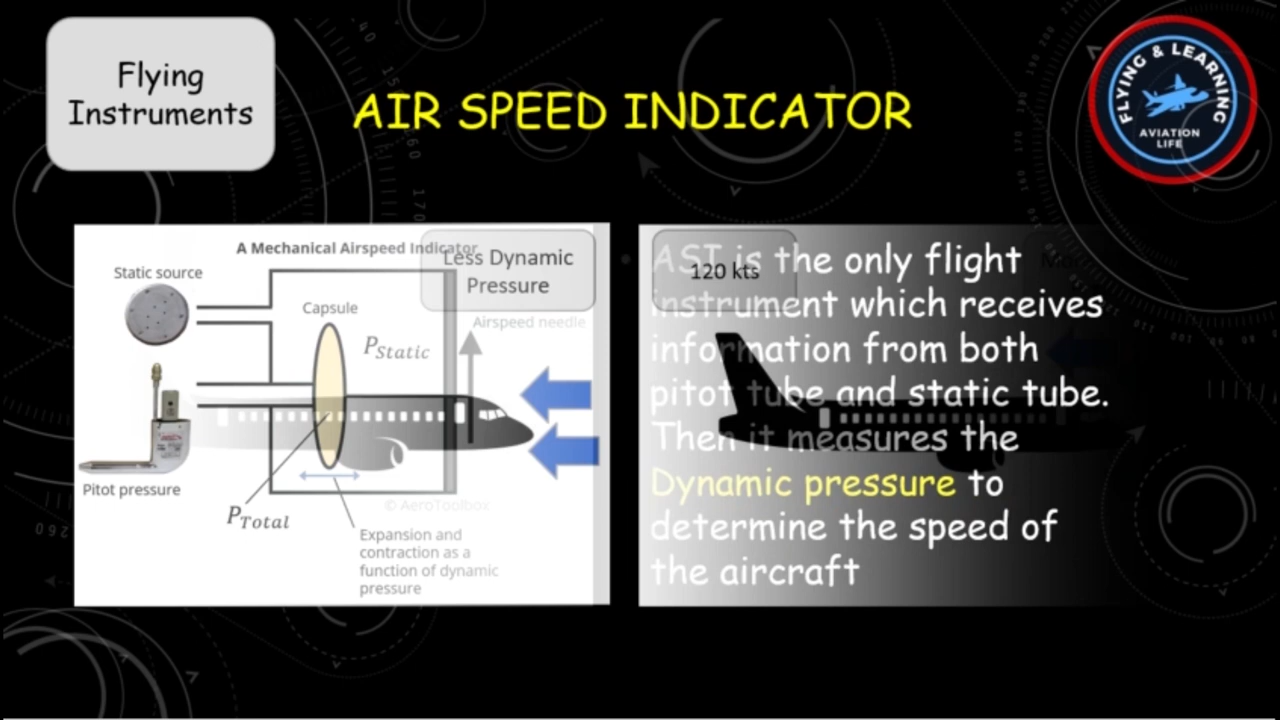 Flying
Instruments
AIR SPEED INDICATOR
FLYING & LEARNING
AVIATION
LIFE
A Mechanical Airspeed Indicator
Less Dynamic
Pressure
Static source
Capsule
Airspeed needle
P_Static
Pitot pressure
P_Total
© AeroToolbox
Expansion and
contraction as a
function of dynamic
pressure
120 kts
ASI is the only flight
instrument which receives
information from both
pitot tube and static tube.
Then it measures the
Dynamic pressure to
determine the speed of
the aircraft
170
260